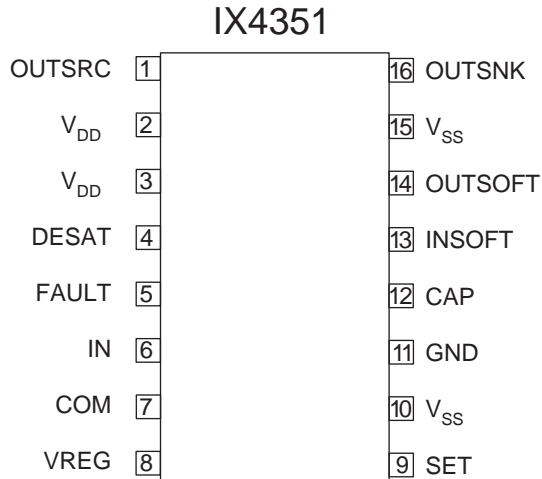 IX4351
OUTSRC 1 16 OUTSNK
VDD 2 15 VSS
VDD 3 14 OUTSOFT
DESAT 4 13 INSOFT
FAULT 5 12 CAP
IN 6 11 GND
COM 7 10 VSS
VREG 8 9 SET